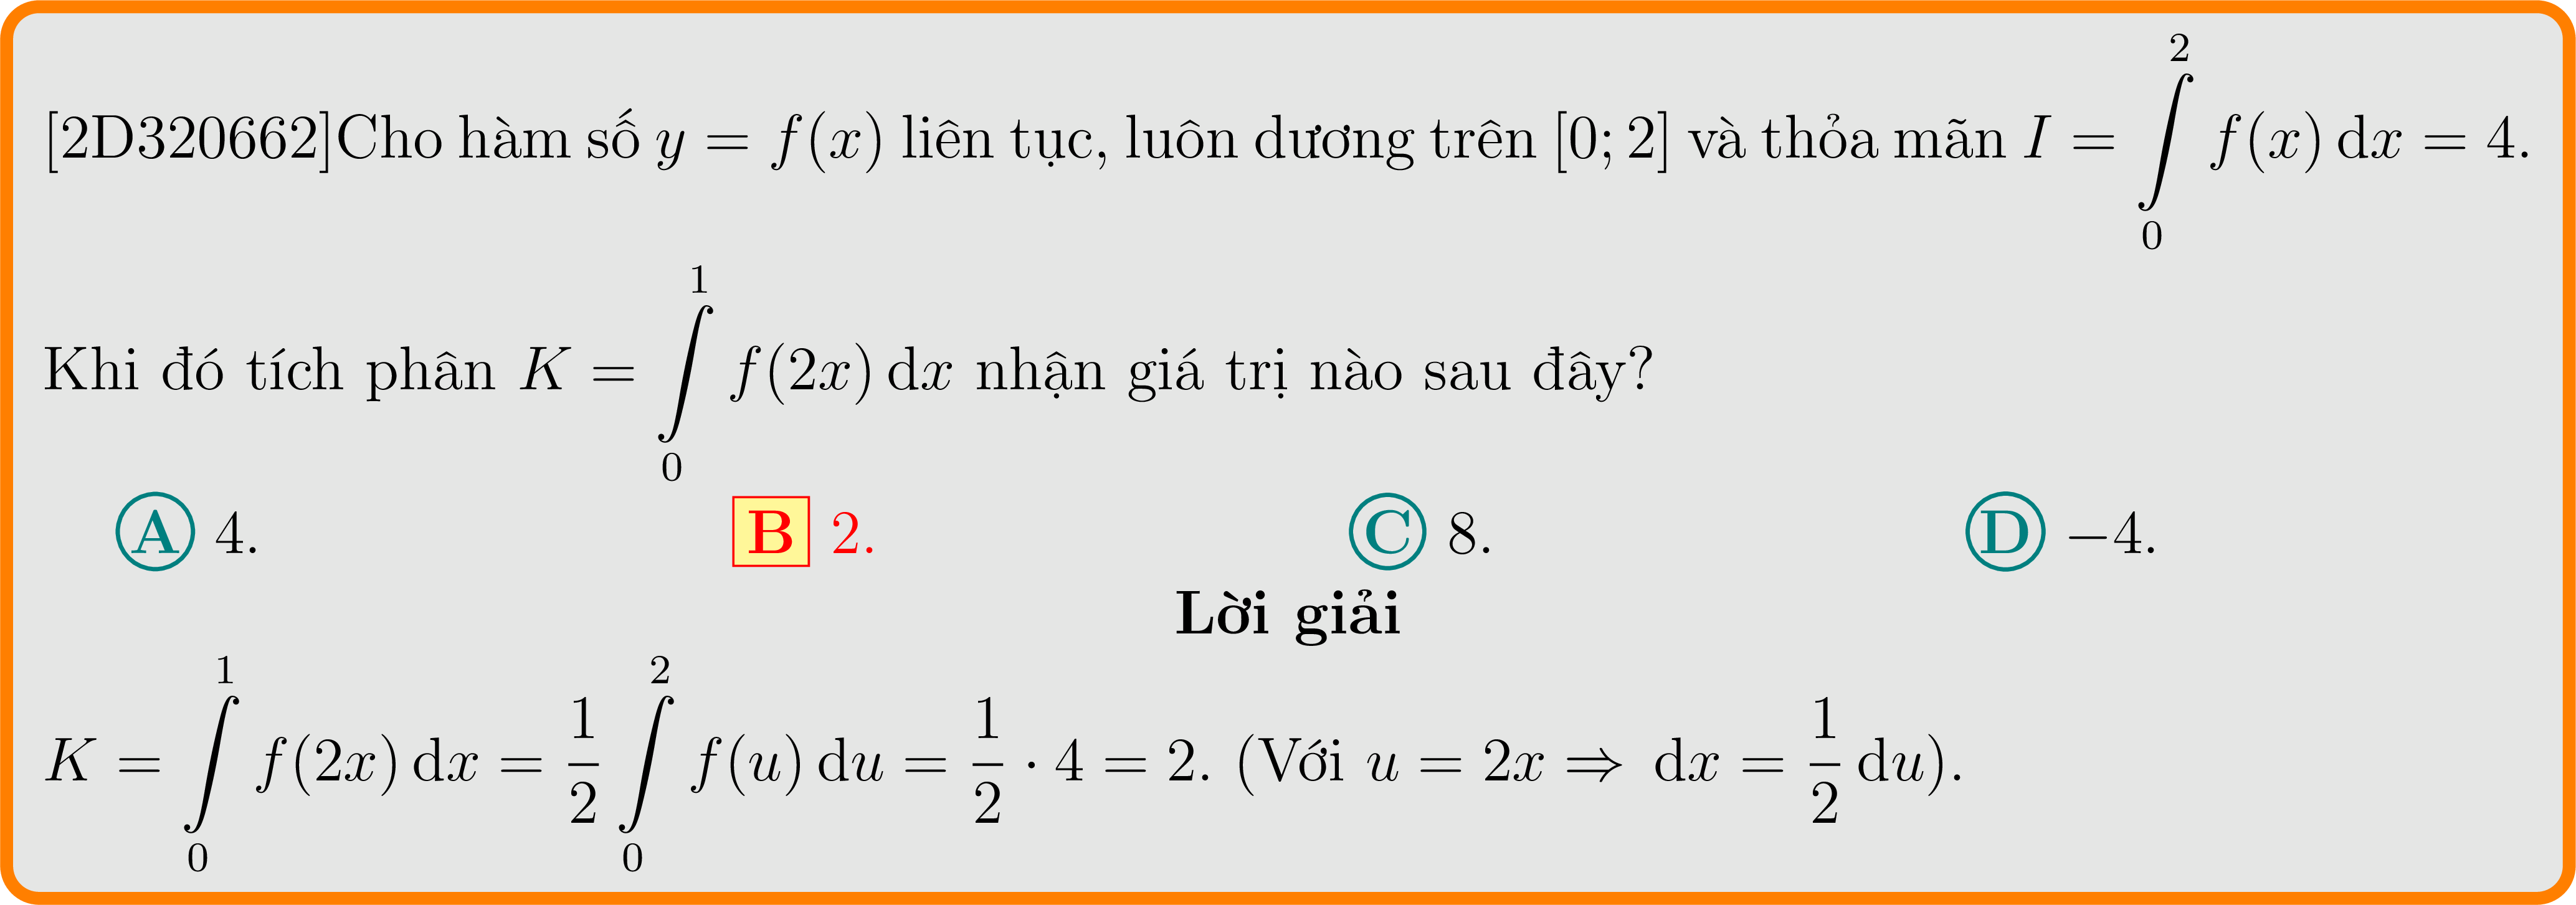 [2D320662]Cho hàm số $y = f(x)$ liên tục, luôn dương trên $[0; 2]$ và thỏa mãn $I = \int\limits_0^2 f(x)\,\mathrm{d}x = 4$.
Khi đó tích phân $K = \int\limits_0^1 f(2x)\,\mathrm{d}x$ nhận giá trị nào sau đây?
A 4. B 2. C 8. D −4.
Lời giải
$K = \int\limits_0^1 f(2x)\,\mathrm{d}x = \dfrac{1}{2}\int\limits_0^2 f(u)\,\mathrm{d}u = \dfrac{1}{2} \cdot 4 = 2$. (Với $u = 2x \Rightarrow \mathrm{d}x = \dfrac{1}{2}\,\mathrm{d}u$).